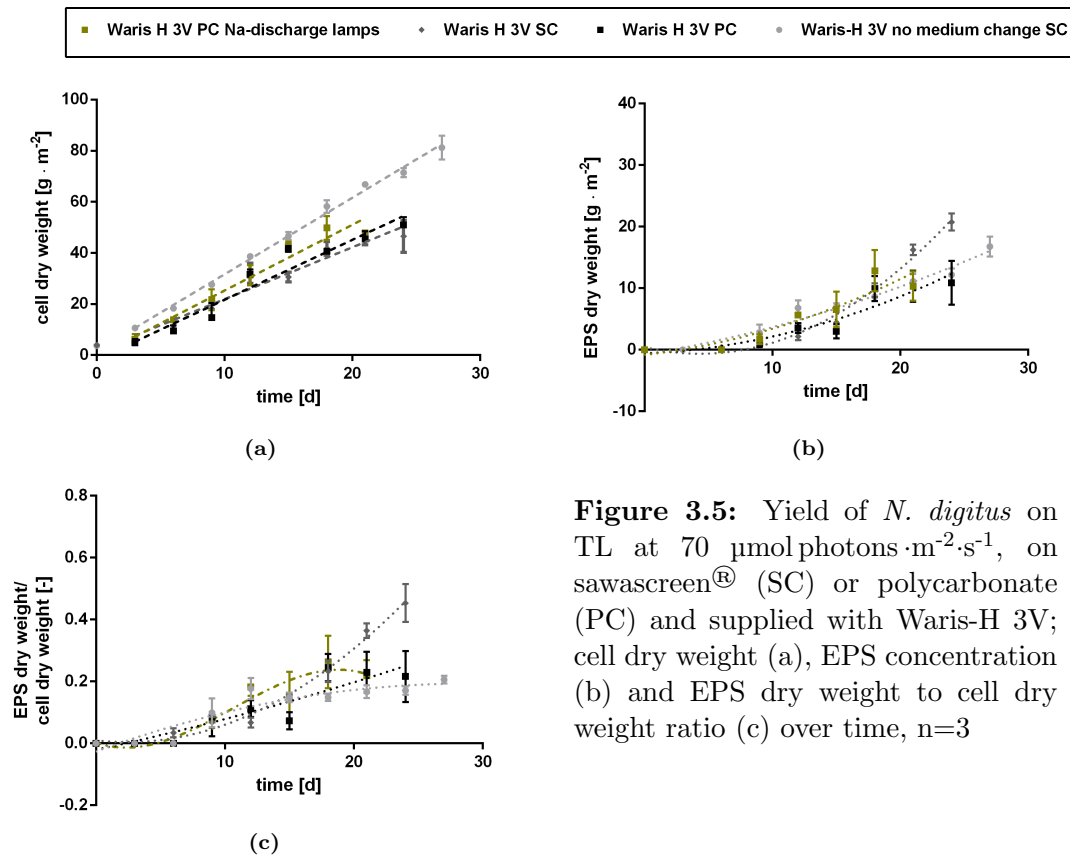 Waris H 3V PC Na-discharge lamps Waris H 3V SC Waris H 3V PC Waris-H 3V no medium change SC
100
80
60
40
20
0
cell dry weight [g · m-2]
0 10 20 30
time [d]
(a)
40
30
20
10
0
-10
EPS dry weight [g · m-2]
10 20 30
time [d]
(b)
0.8
0.6
0.4
0.2
0.0
-0.2
EPS dry weight/
cell dry weight [-]
10 20 30
time [d]
(c)
Figure 3.5: Yield of N. digitus on
TL at 70 µmol photons·m-2·s-1, on
sawascreen® (SC) or polycarbonate
(PC) and supplied with Waris-H 3V;
cell dry weight (a), EPS concentration
(b) and EPS dry weight to cell dry
weight ratio (c) over time, n=3